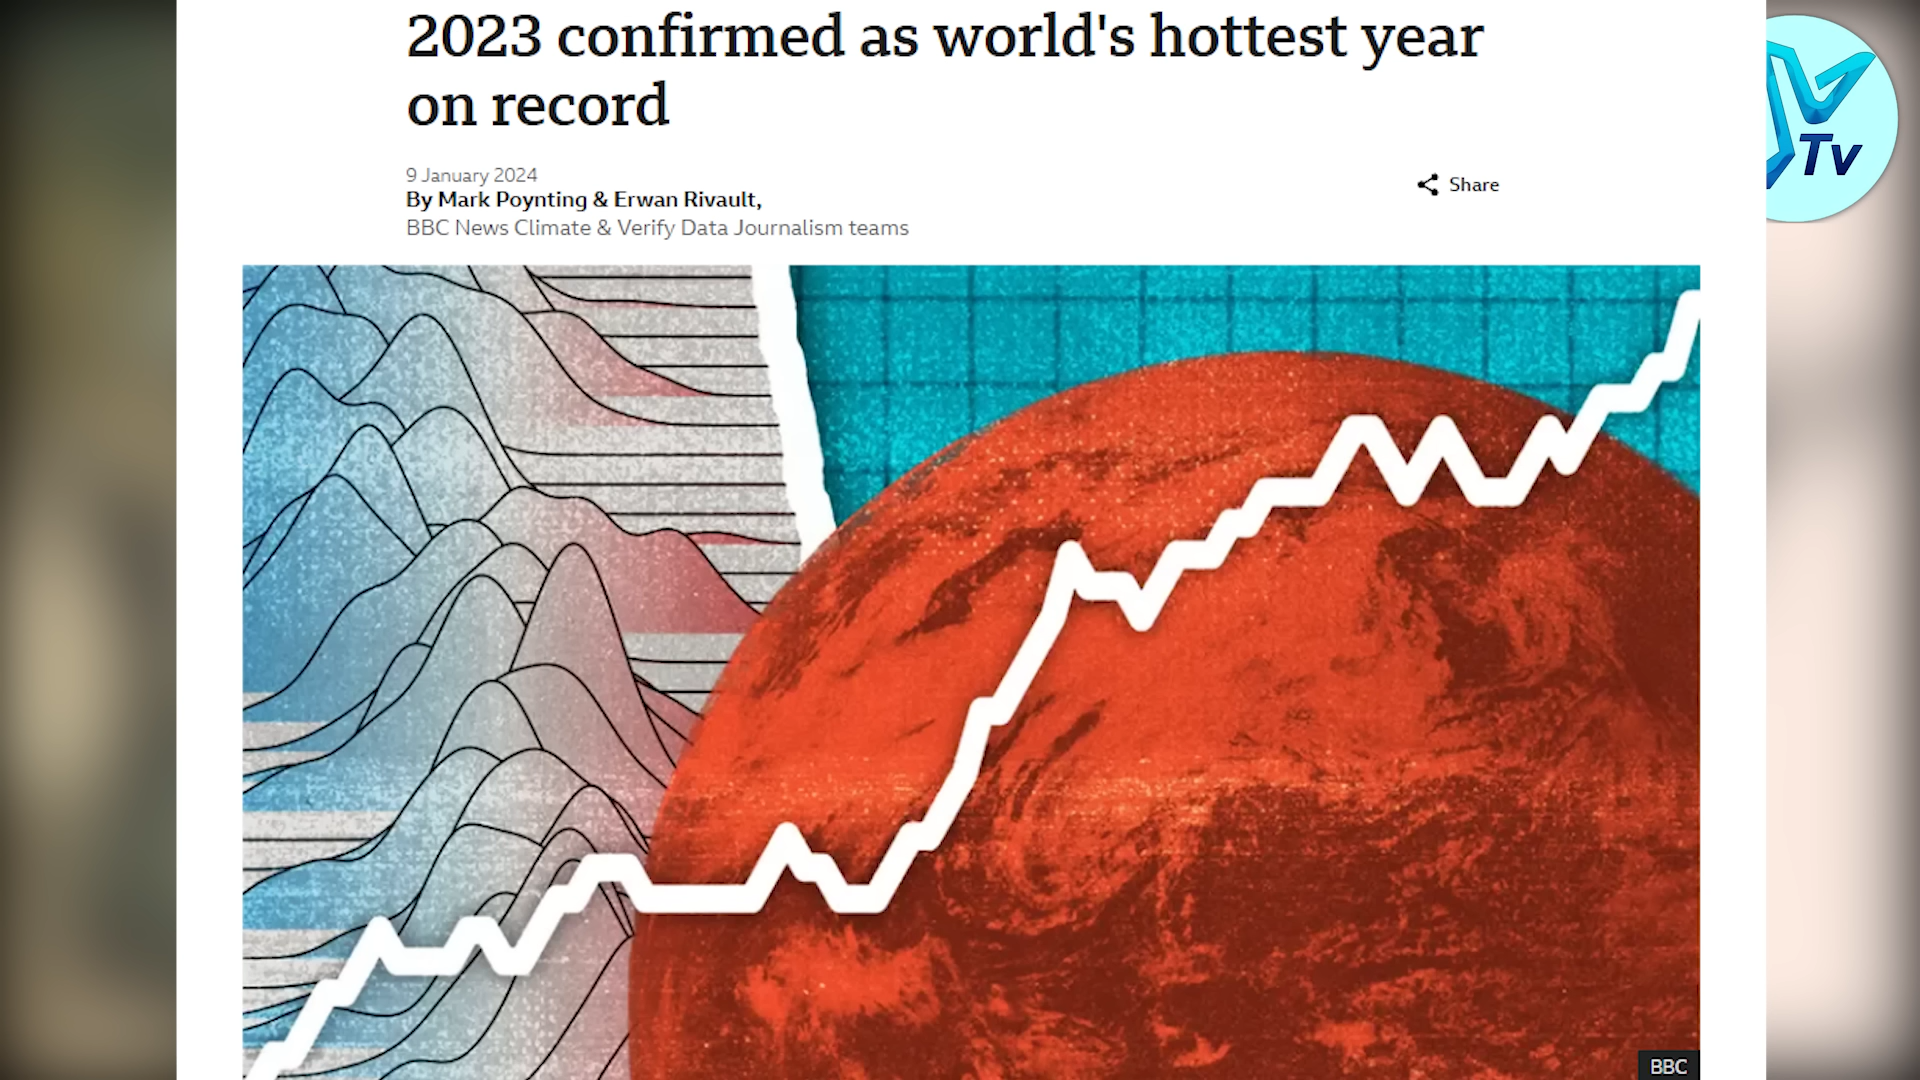 2023 confirmed as world's hottest year
on record
9 January 2024
By Mark Poynting & Erwan Rivault,
BBC News Climate & Verify Data Journalism teams
Share
Tv
BBC